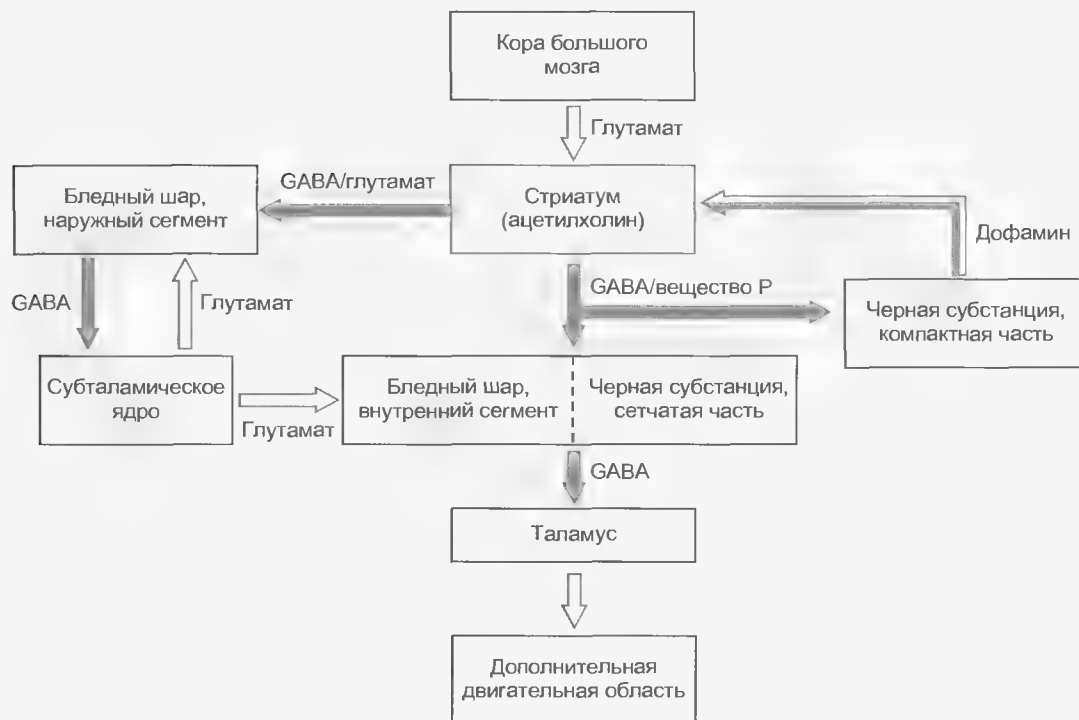 Кора большого
мозга
Глутамат
GABA/глутамат
Бледный шар,
наружный сегмент
Стриатум
(ацетилхолин)
Дофамин
GABA
Глутамат
GABA/вещество P
Черная субстанция,
компактная часть
Субталамическое
ядро
Глутамат
Бледный шар,
внутренний сегмент
Черная субстанция,
сетчатая часть
GABA
Таламус
Дополнительная
двигательная область